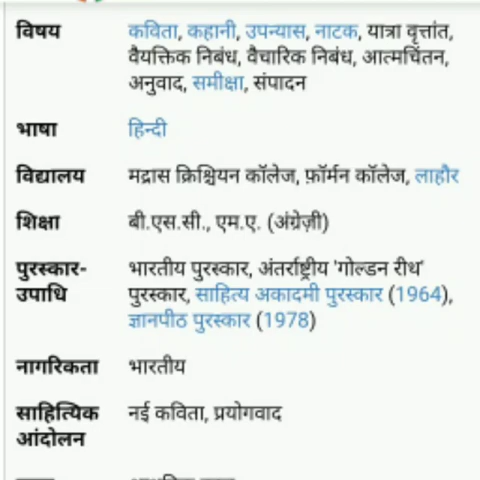 विषय कविता, कहानी, उपन्यास, नाटक, यात्रा वृत्तांत,
वैयक्तिक निबंध, वैचारिक निबंध, आत्मचिंतन,
अनुवाद, समीक्षा, संपादन
भाषा हिन्दी
विद्यालय मद्रास क्रिश्चियन कॉलेज, फ़ॉर्मन कॉलेज, लाहौर
शिक्षा बी.एस.सी., एम.ए. (अंग्रेज़ी)
पुरस्कार- भारतीय पुरस्कार, अंतर्राष्ट्रीय 'गोल्डन रीथ'
उपाधि पुरस्कार, साहित्य अकादमी पुरस्कार (1964),
ज्ञानपीठ पुरस्कार (1978)
नागरिकता भारतीय
साहित्यिक नई कविता, प्रयोगवाद
आंदोलन